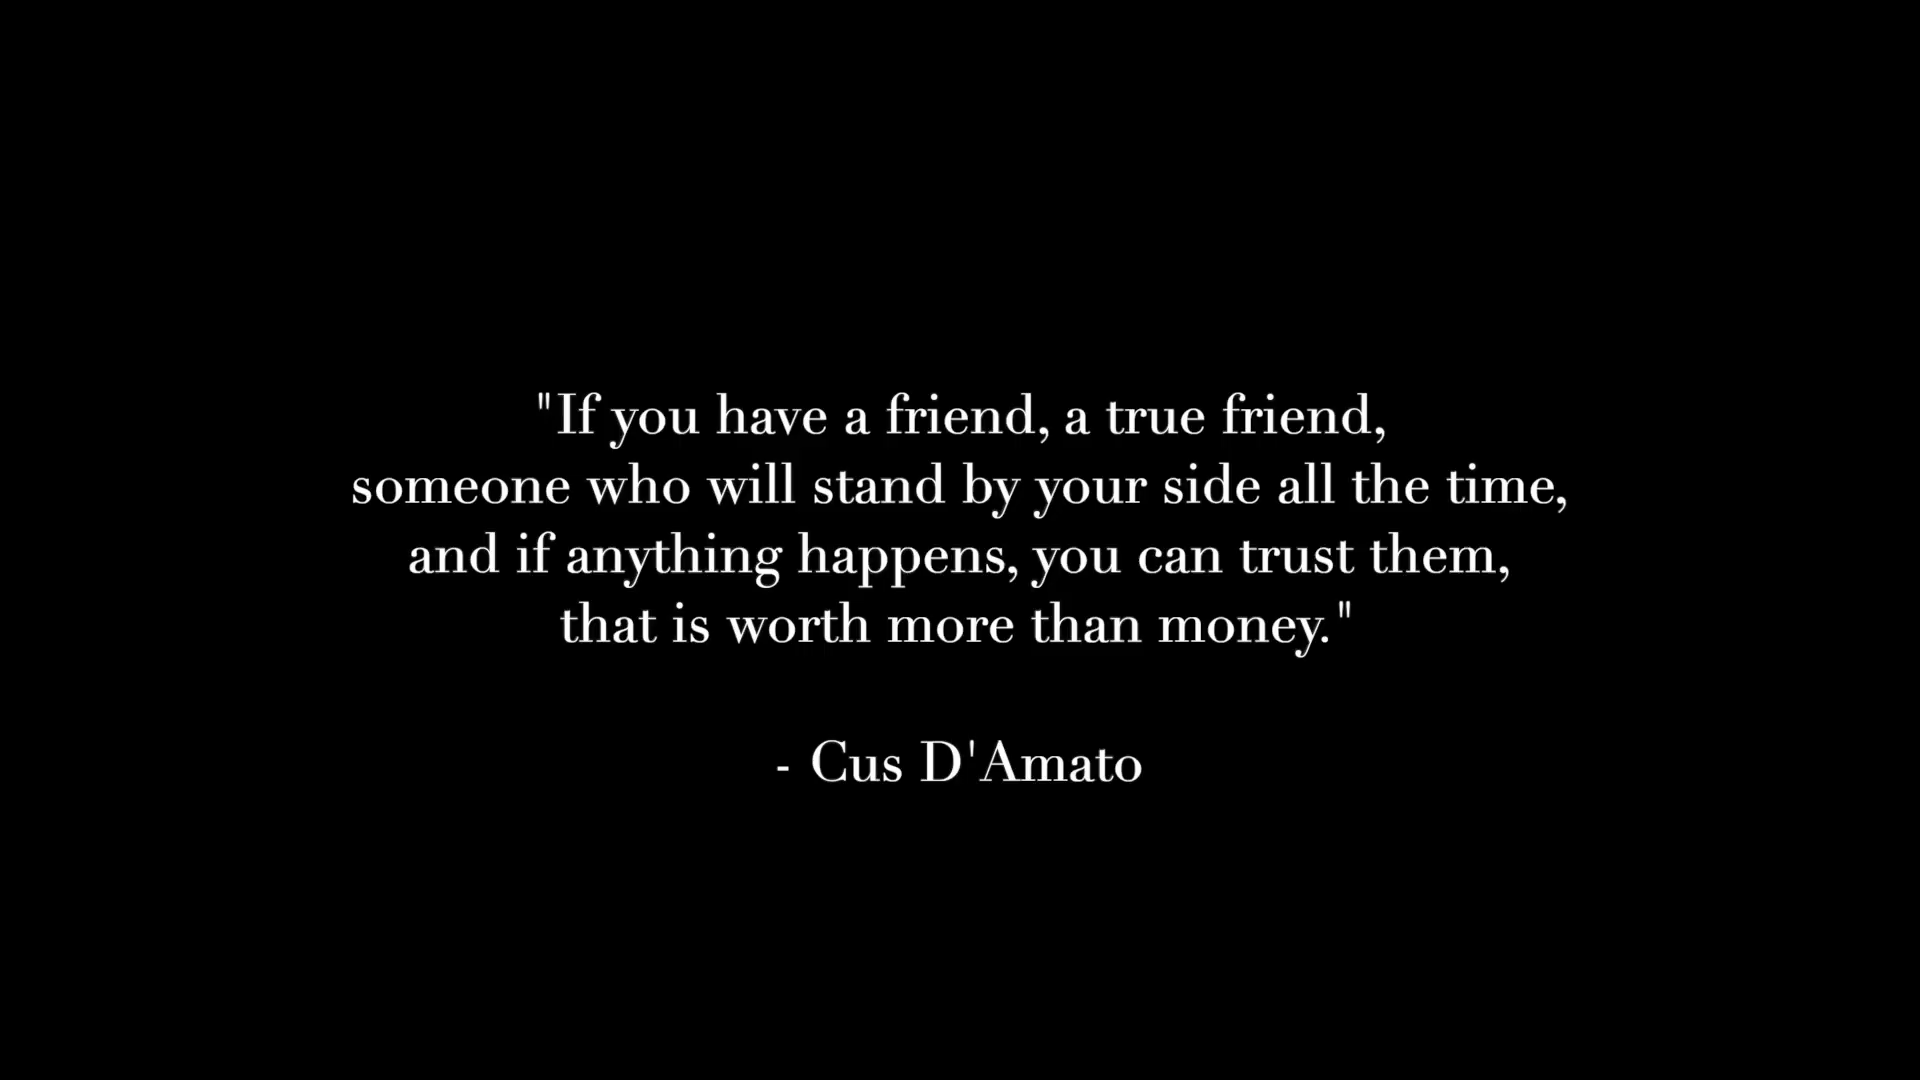 "If you have a friend, a true friend,
someone who will stand by your side all the time,
and if anything happens, you can trust them,
that is worth more than money."
- Cus D'Amato